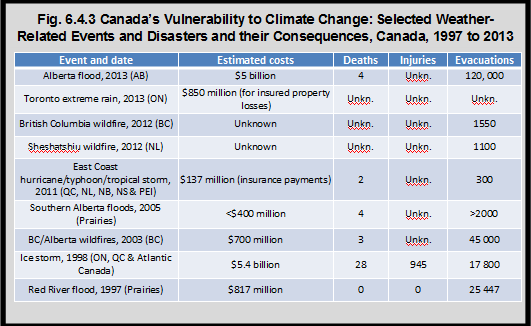 Fig. 6.4.3 Canada's Vulnerability to Climate Change: Selected Weather-
Related Events and Disasters and their Consequences, Canada, 1997 to 2013
Event and date Estimated costs Deaths Injuries Evacuations
Alberta flood, 2013 (AB) $5 billion 4 Unkn. 120, 000
Toronto extreme rain, 2013 (ON) $850 million (for insured property
losses) Unkn. Unkn. Unkn.
British Columbia wildfire, 2012 (BC) Unknown Unkn. Unkn. 1550
Sheshatshiu wildfire, 2012 (NL) Unknown Unkn. Unkn. 1100
East Coast
hurricane/typhoon/tropical storm,
2011 (QC, NL, NB, NS & PEI) $137 million (insurance payments) 2 Unkn. 300
Southern Alberta floods, 2005
(Prairies) <$400 million 4 Unkn. >2000
BC/Alberta wildfires, 2003 (BC) $700 million 3 Unkn. 45 000
Ice storm, 1998 (ON, QC & Atlantic
Canada) $5.4 billion 28 945 17 800
Red River flood, 1997 (Prairies) $817 million 0 0 25 447